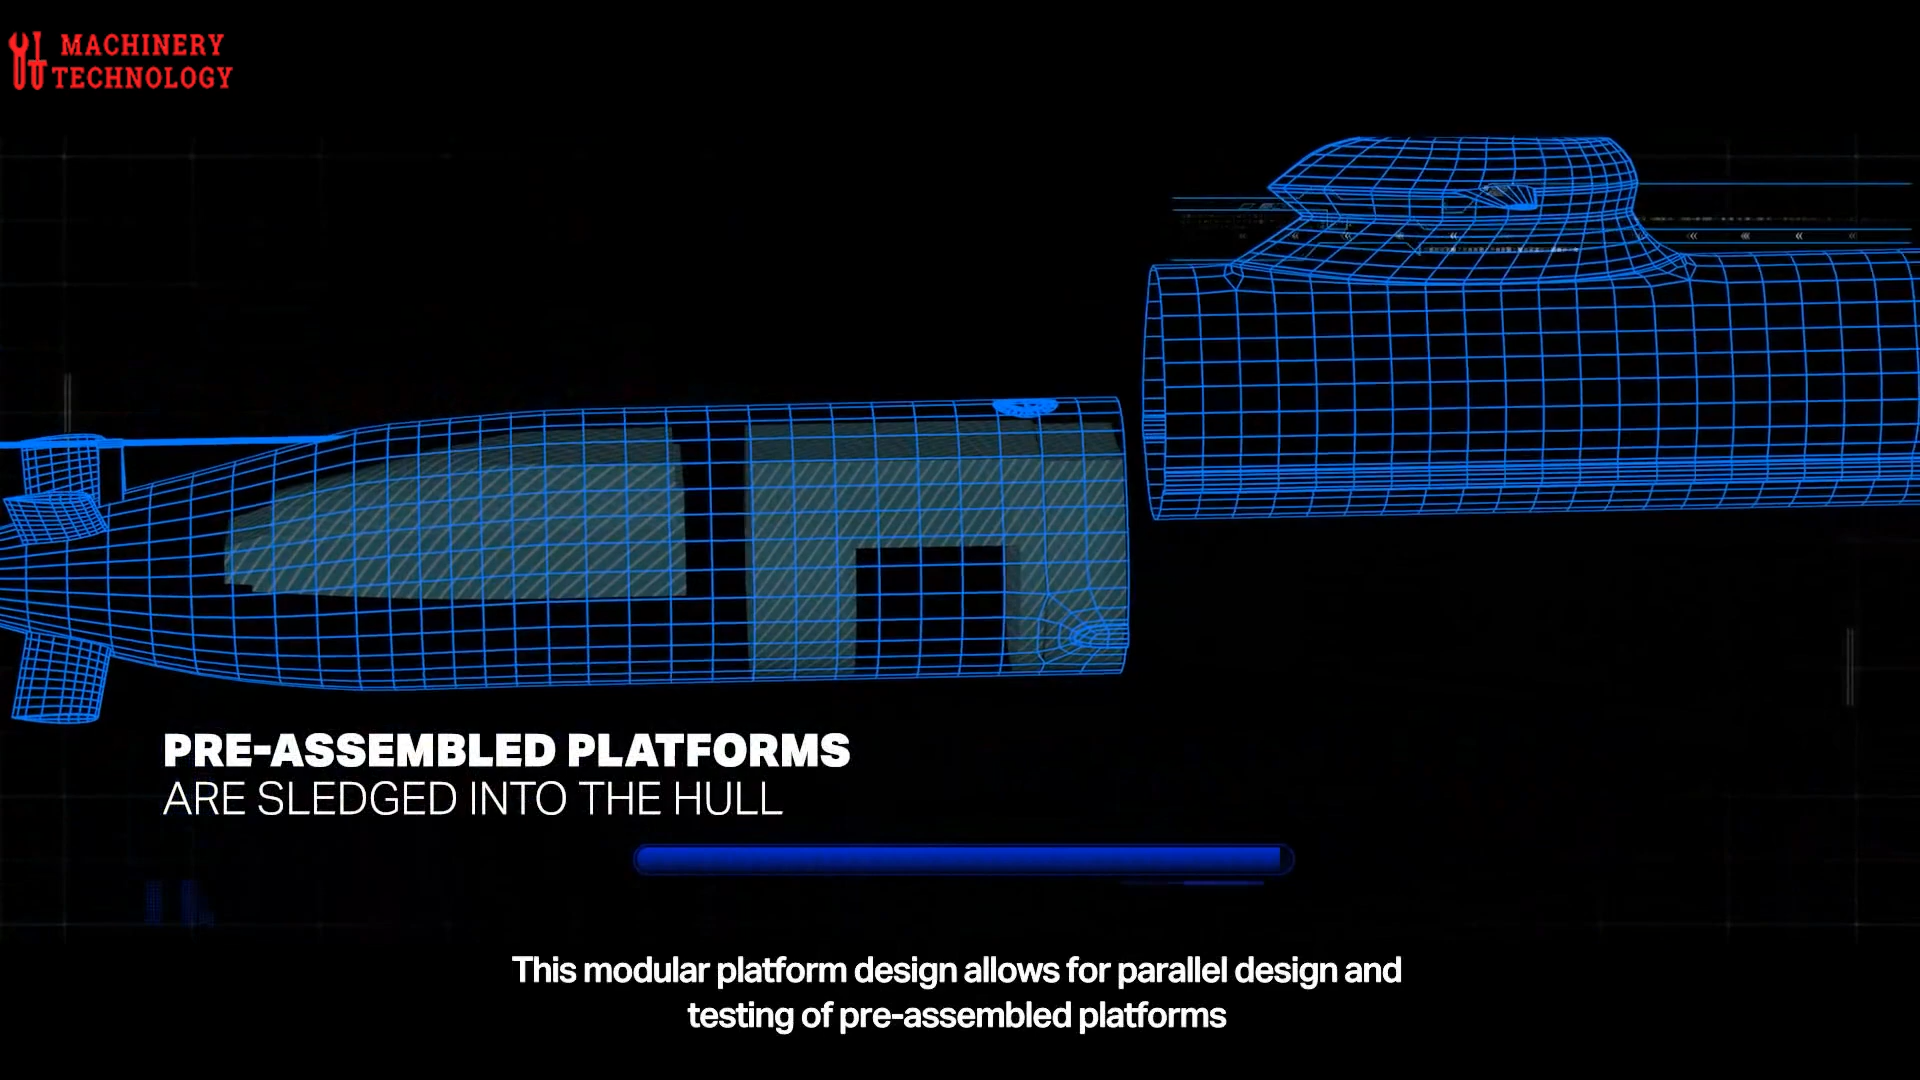 MACHINERY
TECHNOLOGY
PRE-ASSEMBLED PLATFORMS
ARE SLEDGED INTO THE HULL
This modular platform design allows for parallel design and
testing of pre-assembled platforms